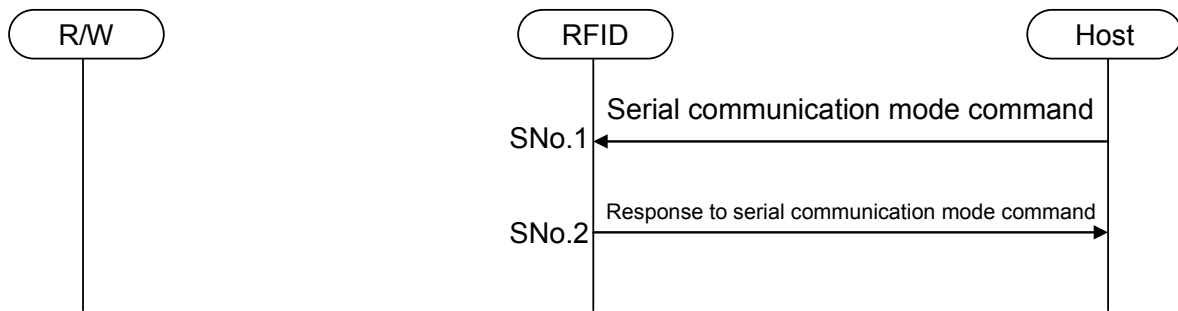 R/W
RFID
Host
Serial communication mode command
SNo.1
Response to serial communication mode command
SNo.2